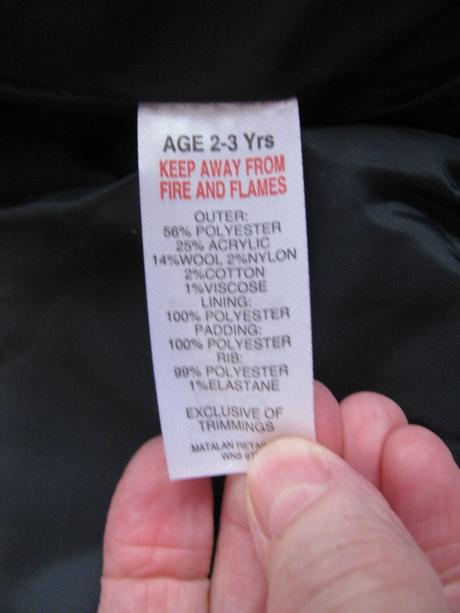 AGE 2-3 Yrs
KEEP AWAY FROM
FIRE AND FLAMES
OUTER:
56% POLYESTER
25% ACRYLIC
14%WOOL 2%NYLON
2%COTTON
1%VISCOSE
LINING:
100% POLYESTER
PADDING:
100% POLYESTER
RIB:
99% POLYESTER
1%ELASTANE
EXCLUSIVE OF
TRIMMINGS
MATALAN
WN8